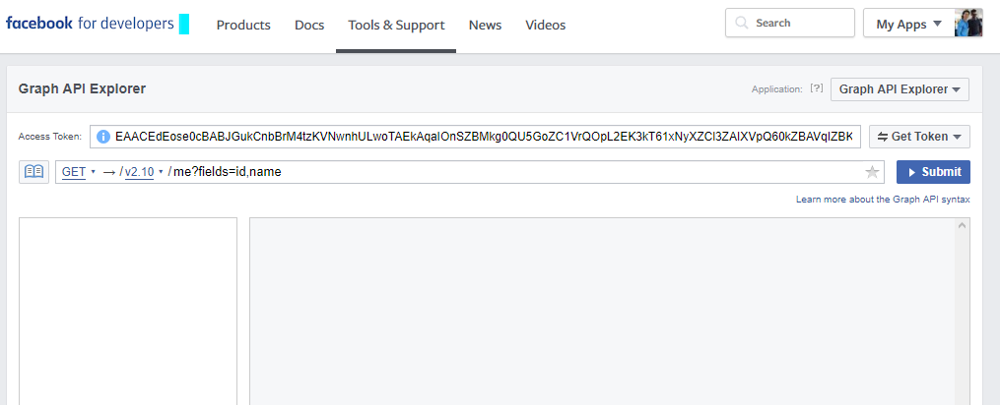 facebook for developers Products Docs Tools & Support News Videos Search My Apps
Graph API Explorer Application: [?] Graph API Explorer
Access Token: EAACEdEose0cBABJGukCnbBrM4tzKVNwnhULwoTAEkAqaIOnSZBMkg0QU5GoZC1VrQOpL2EK3kT61xNyXZCI3ZAIXVpQ60kZBAVqIZBK Get Token
GET → / v2.10 / me?fields=id,name Submit
Learn more about the Graph API syntax